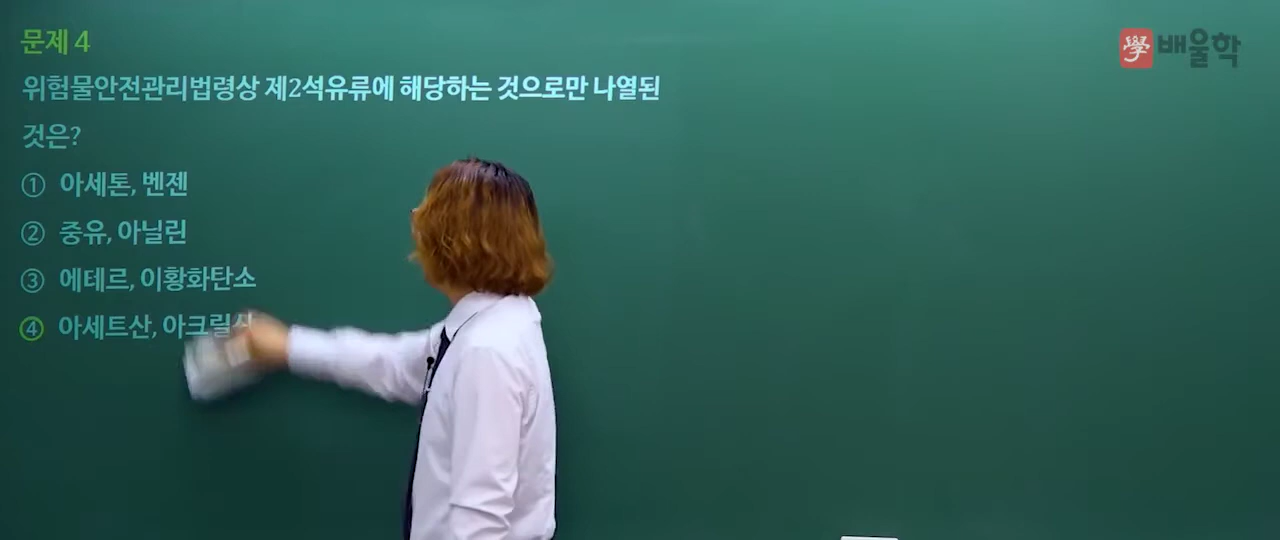 문제 4
學 배울학
위험물안전관리법령상 제2석유류에 해당하는 것으로만 나열된
것은?
① 아세톤, 벤젠
② 중유, 아닐린
③ 에테르, 이황화탄소
④ 아세트산, 아크릴산